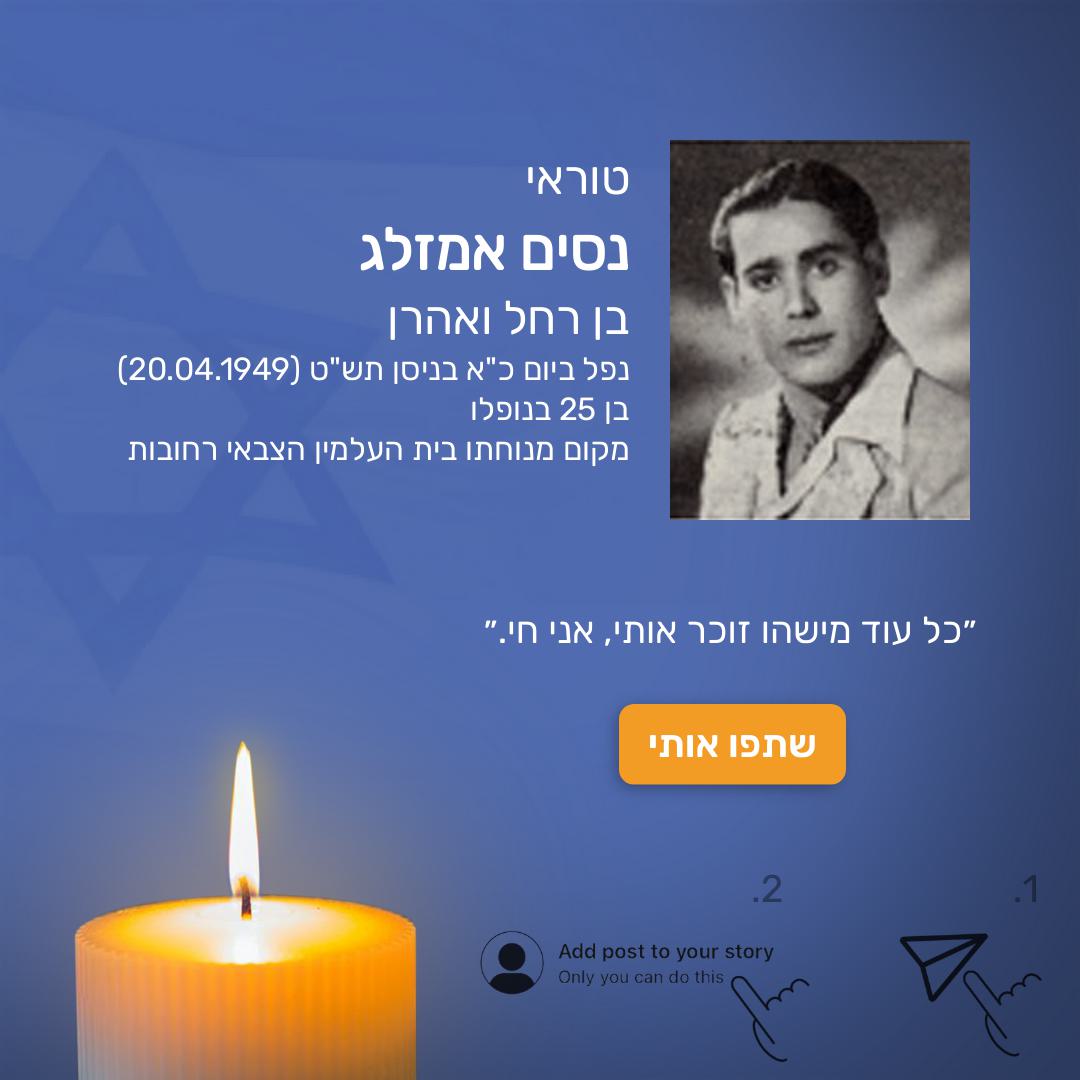 טוראי
נסים אמזלג
בן רחל ואהרן
נפל ביום כ"א בניסן תש"ט (20.04.1949)
בן 25 בנופלו
מקום מנוחתו בית העלמין הצבאי רחובות
״כל עוד מישהו זוכר אותי, אני חי.״
שתפו אותי
.1
.2
Add post to your story
Only you can do this